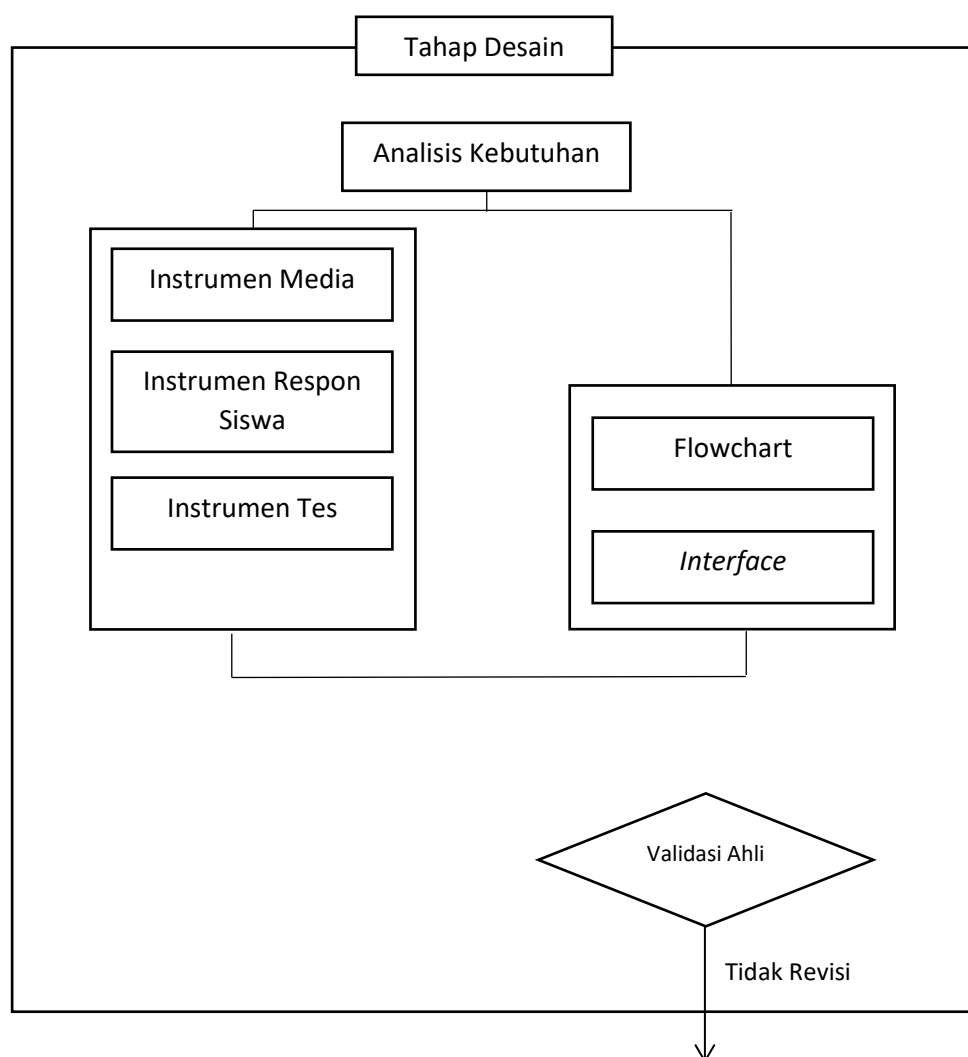 Tahap Desain
Analisis Kebutuhan
Instrumen Media
Instrumen Respon
Siswa
Instrumen Tes
Flowchart
Interface
Validasi Ahli
Tidak Revisi